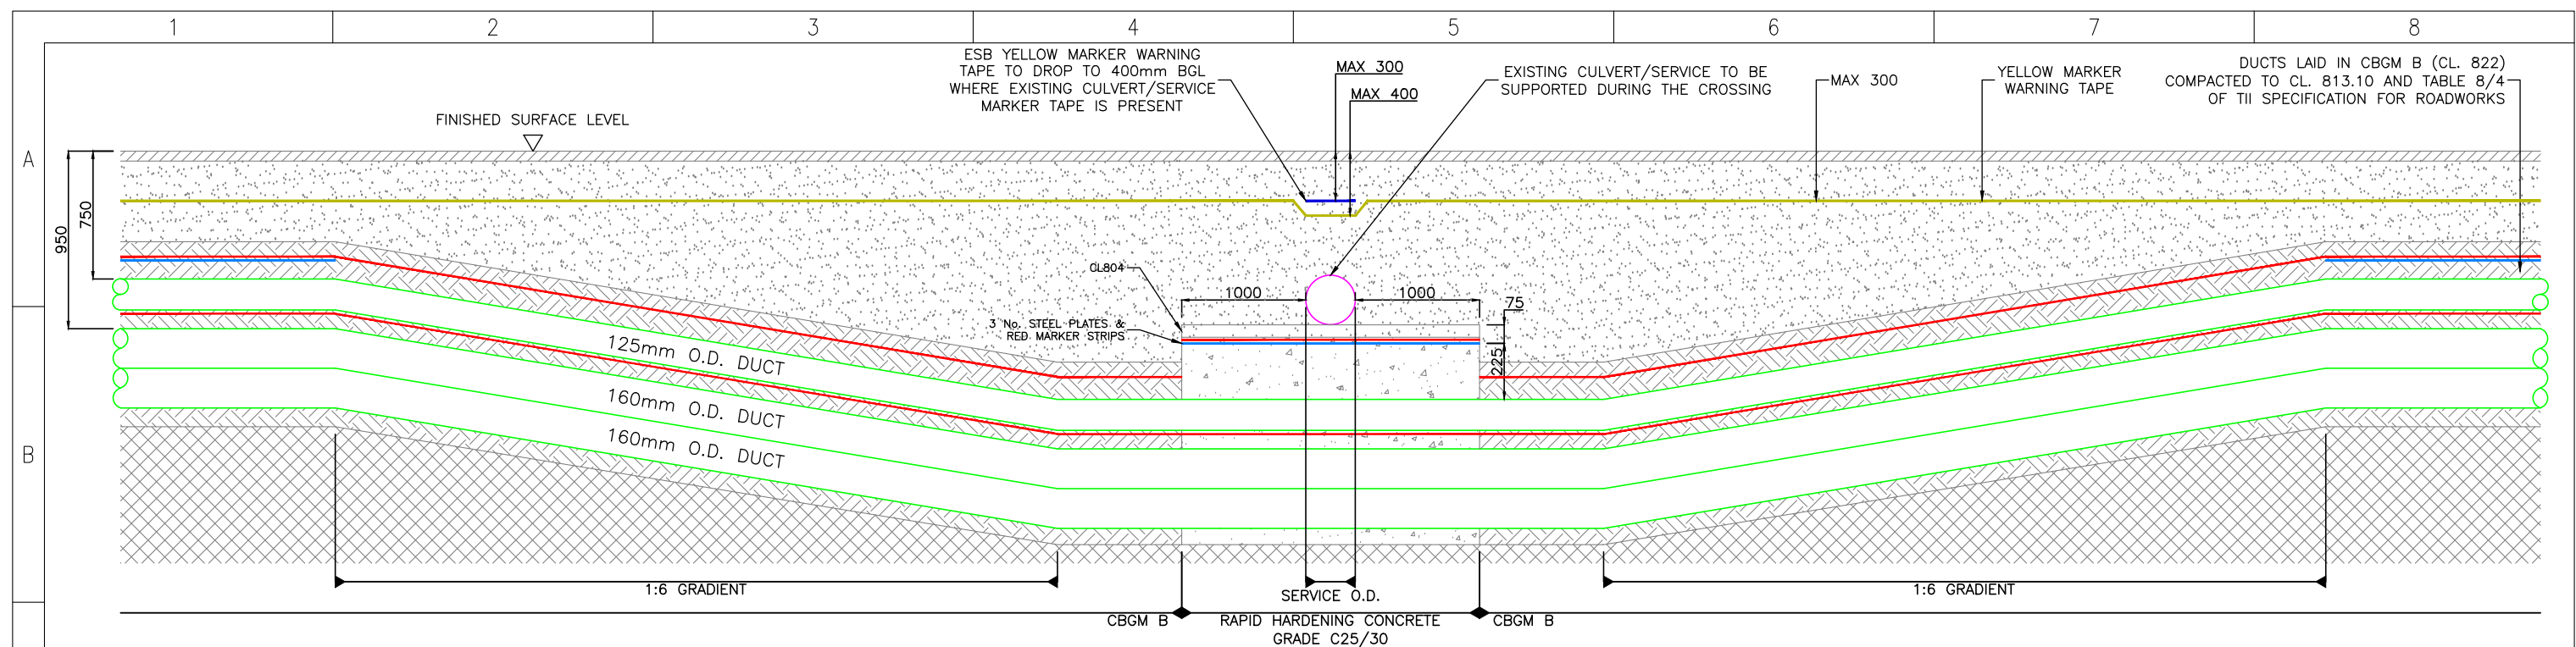 1 2 3 4 5 6 7 8
ESB YELLOW MARKER WARNING
TAPE TO DROP TO 400mm BGL
WHERE EXISTING CULVERT/SERVICE
MARKER TAPE IS PRESENT
MAX 300
MAX 400
EXISTING CULVERT/SERVICE TO BE
SUPPORTED DURING THE CROSSING
MAX 300
YELLOW MARKER
WARNING TAPE
DUCTS LAID IN CBGM B (CL. 822)
COMPACTED TO CL. 813.10 AND TABLE 8/4
OF TII SPECIFICATION FOR ROADWORKS
FINISHED SURFACE LEVEL
A
950
750
CL804
1000
1000
75
3 No. STEEL PLATES &
RED MARKER STRIPS
225
125mm O.D. DUCT
160mm O.D. DUCT
160mm O.D. DUCT
B
1:6 GRADIENT
SERVICE O.D.
1:6 GRADIENT
CBGM B
RAPID HARDENING CONCRETE
GRADE C25/30
CBGM B